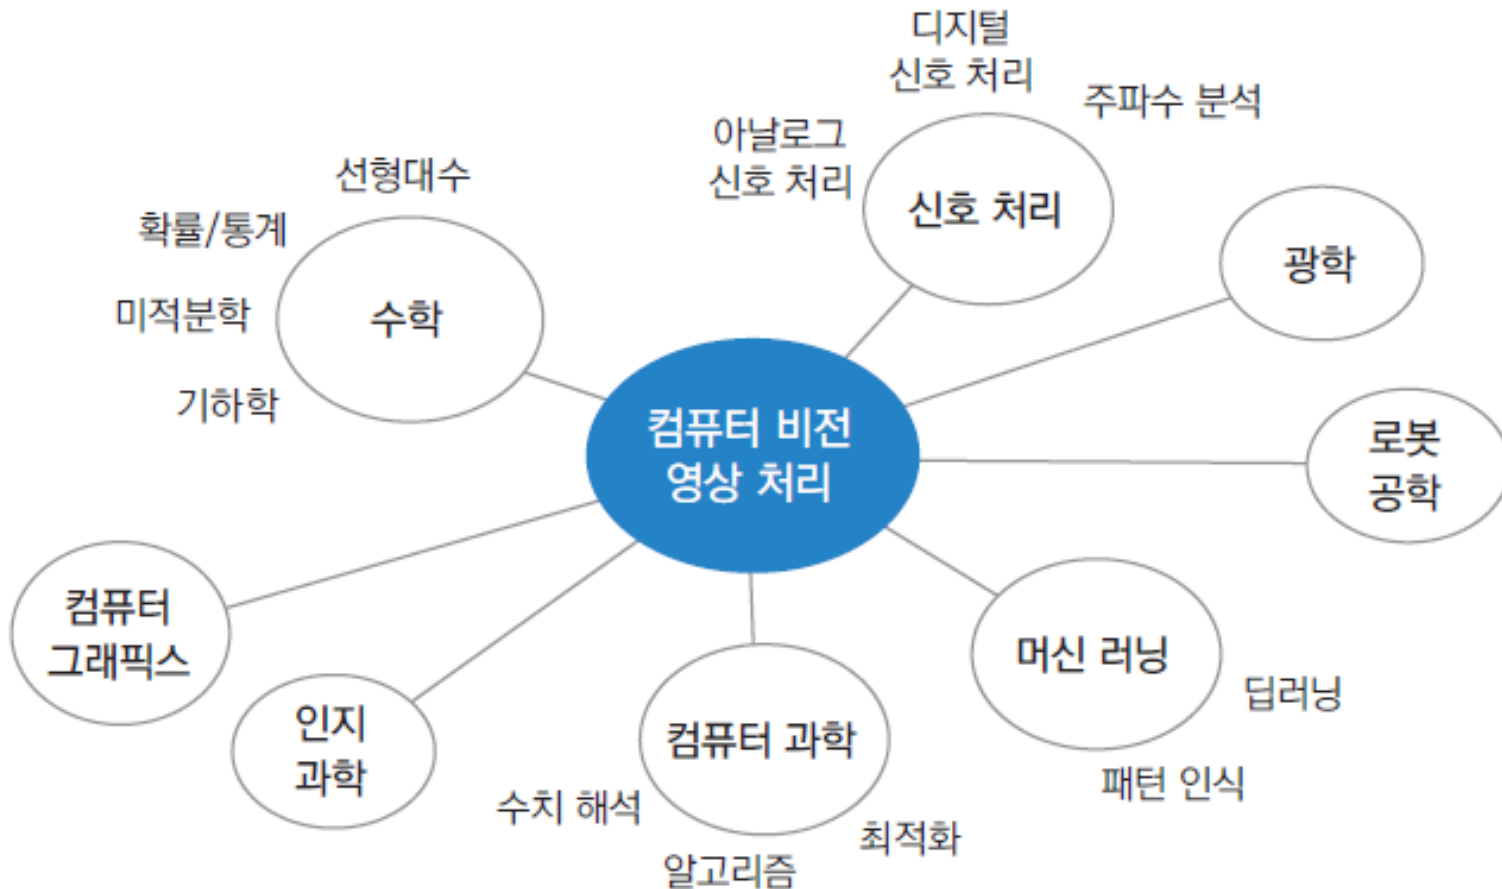 디지털
신호 처리
주파수 분석
아날로그
신호 처리
신호 처리
선형대수
확률/통계
미적분학
기하학
수학
광학
컴퓨터 비전
영상 처리
로봇
공학
컴퓨터
그래픽스
인지
과학
컴퓨터 과학
수치 해석
알고리즘
최적화
머신 러닝
딥러닝
패턴 인식